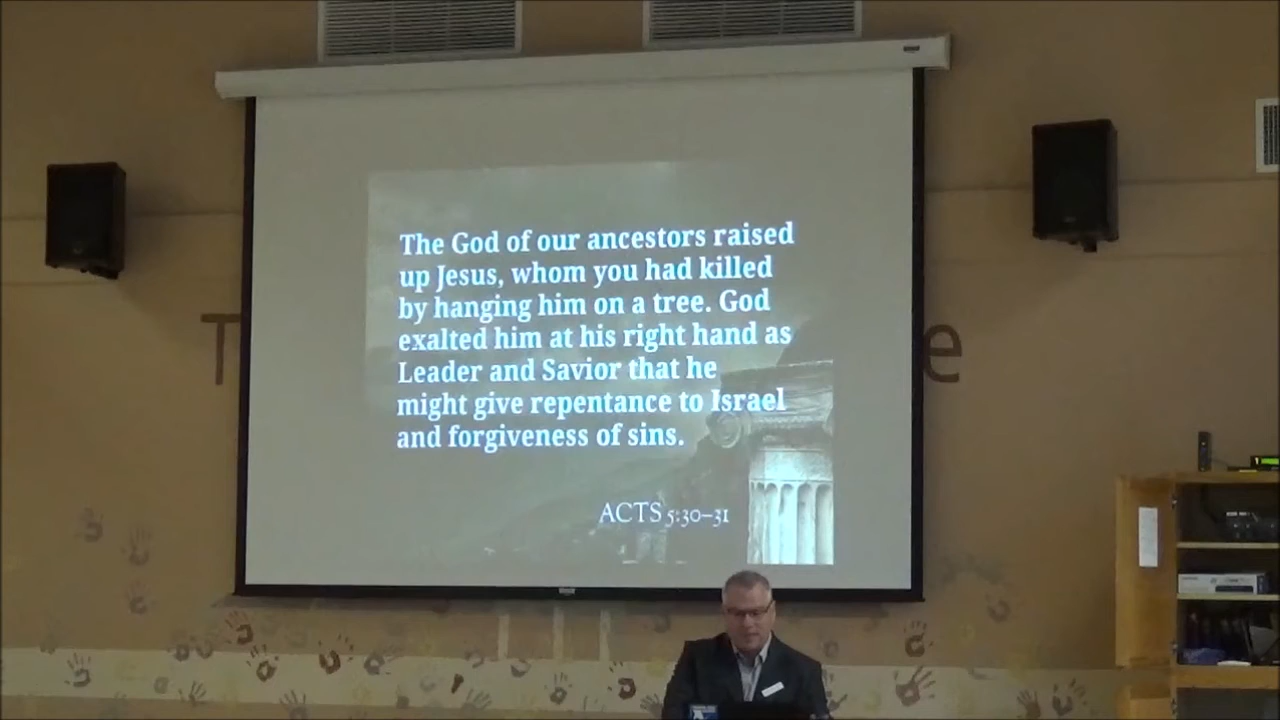 The God of our ancestors raised
up Jesus, whom you had killed
by hanging him on a tree. God
exalted him at his right hand as
Leader and Savior that he
might give repentance to Israel
and forgiveness of sins.
ACTS 5:30–31
T
e